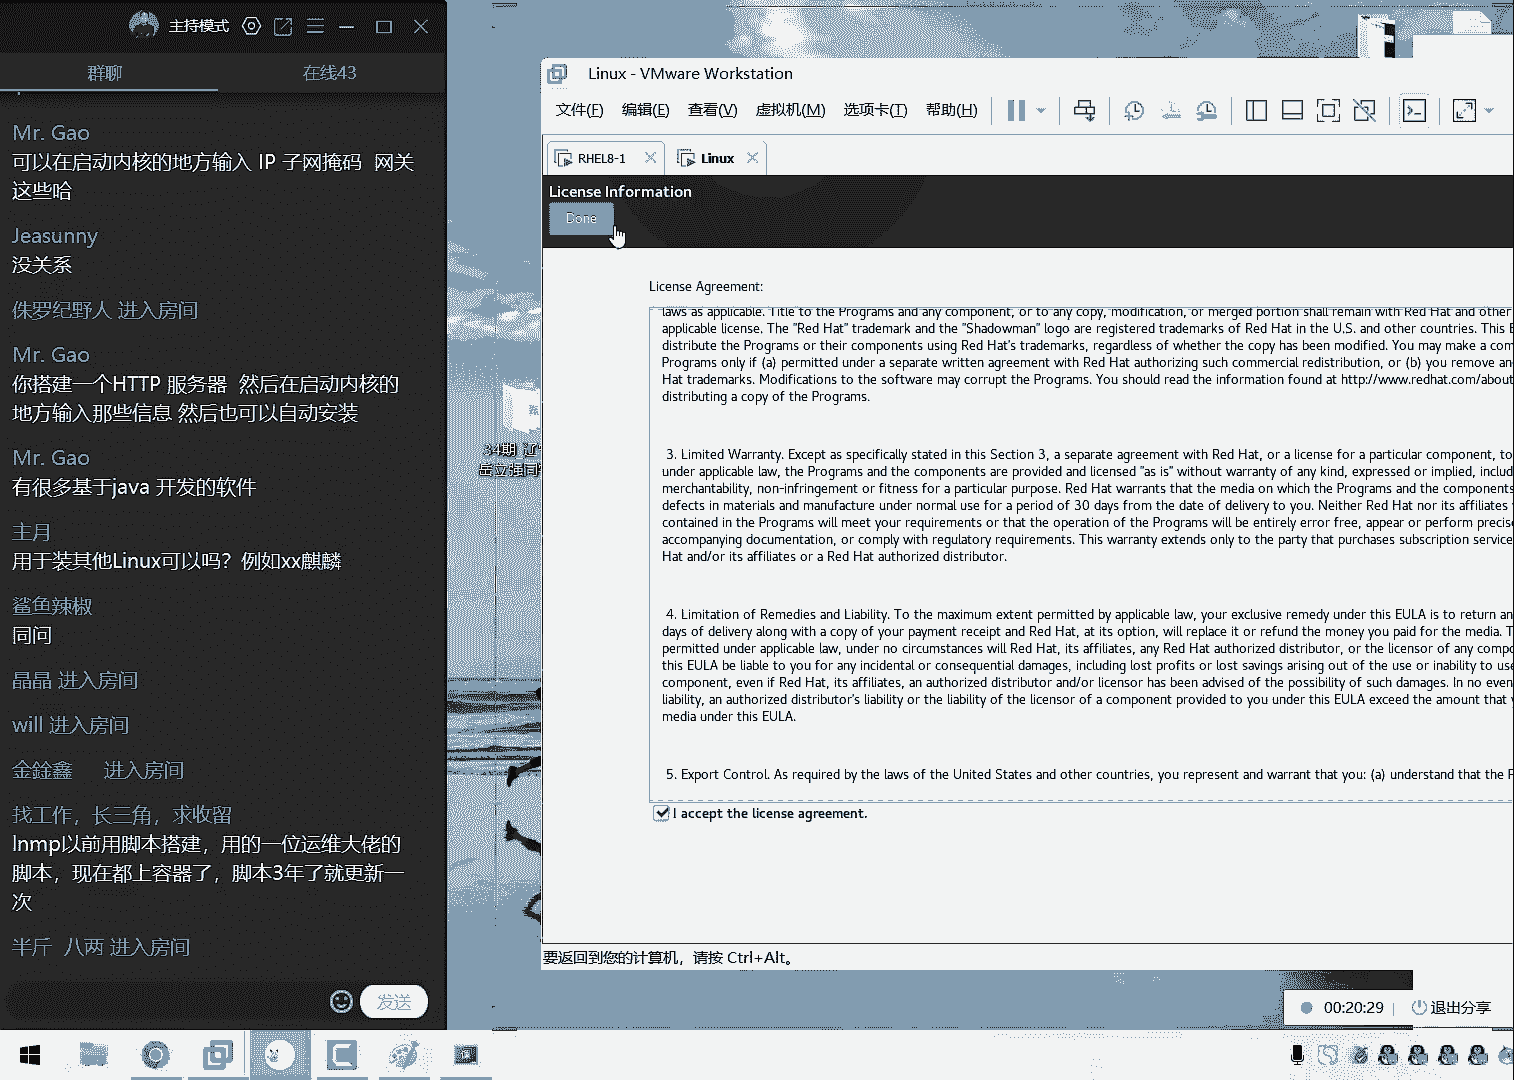 主持模式
群聊
在线43
Mr. Gao
可以在启动内核的地方输入 IP 子网掩码 网关
这些哈
Jeasunny
没关系
侏罗纪野人 进入房间
Mr. Gao
你搭建一个HTTP 服务器 然后在启动内核的
地方输入那些信息 然后也可以自动安装
Mr. Gao
有很多基于java 开发的软件
主月
用于装其他Linux可以吗？例如xx麒麟
鲨鱼辣椒
同问
晶晶 进入房间
will 进入房间
金銓鑫 进入房间
找工作，长三角，求收留
lnmp以前用脚本搭建，用的一位运维大佬的
脚本，现在都上容器了，脚本3年了就更新一
次
半斤 八两 进入房间
发送
34期
Linux - VMware Workstation
文件(F) 编辑(E) 查看(V) 虚拟机(M) 选项卡(T) 帮助(H)
RHEL8-1
Linux
License Information
Done
License Agreement:
laws as applicable. Title to the Programs and any component, or to any copy, modification, or merged portion shall remain with Red Hat and other
applicable license. The "Red Hat" trademark and the "Shadowman" logo are registered trademarks of Red Hat in the U.S. and other countries. This E
distribute the Programs or their components using Red Hat's trademarks, regardless of whether the copy has been modified. You may make a com
Programs only if (a) permitted under a separate written agreement with Red Hat authorizing such commercial redistribution, or (b) you remove an
Hat trademarks. Modifications to the software may corrupt the Programs. You should read the information found at http://www.redhat.com/about
distributing a copy of the Programs.
3. Limited Warranty. Except as specifically stated in this Section 3, a separate agreement with Red Hat, or a license for a particular component, to
under applicable law, the Programs and the components are provided and licensed "as is" without warranty of any kind, expressed or implied, includ
merchantability, non-infringement or fitness for a particular purpose. Red Hat warrants that the media on which the Programs and the components
defects in materials and manufacture under normal use for a period of 30 days from the date of delivery to you. Neither Red Hat nor its affiliates
contained in the Programs will meet your requirements or that the operation of the Programs will be entirely error free, appear or perform precise
accompanying documentation, or comply with regulatory requirements. This warranty extends only to the party that purchases subscription service
Hat and/or its affiliates or a Red Hat authorized distributor.
4. Limitation of Remedies and Liability. To the maximum extent permitted by applicable law, your exclusive remedy under this EULA is to return an
days of delivery along with a copy of your payment receipt and Red Hat, at its option, will replace it or refund the money you paid for the media. T
permitted under applicable law, under no circumstances will Red Hat, its affiliates, any Red Hat authorized distributor, or the licensor of any compo
this EULA be liable to you for any incidental or consequential damages, including lost profits or lost savings arising out of the use or inability to use
component, even if Red Hat, its affiliates, an authorized distributor and/or licensor has been advised of the possibility of such damages. In no even
liability, an authorized distributor's liability or the liability of the licensor of a component provided to you under this EULA exceed the amount that
media under this EULA.
5. Export Control. As required by the laws of the United States and other countries, you represent and warrant that you: (a) understand that the P
I accept the license agreement.
要返回到您的计算机，请按 Ctrl+Alt。
00:20:29
退出分享